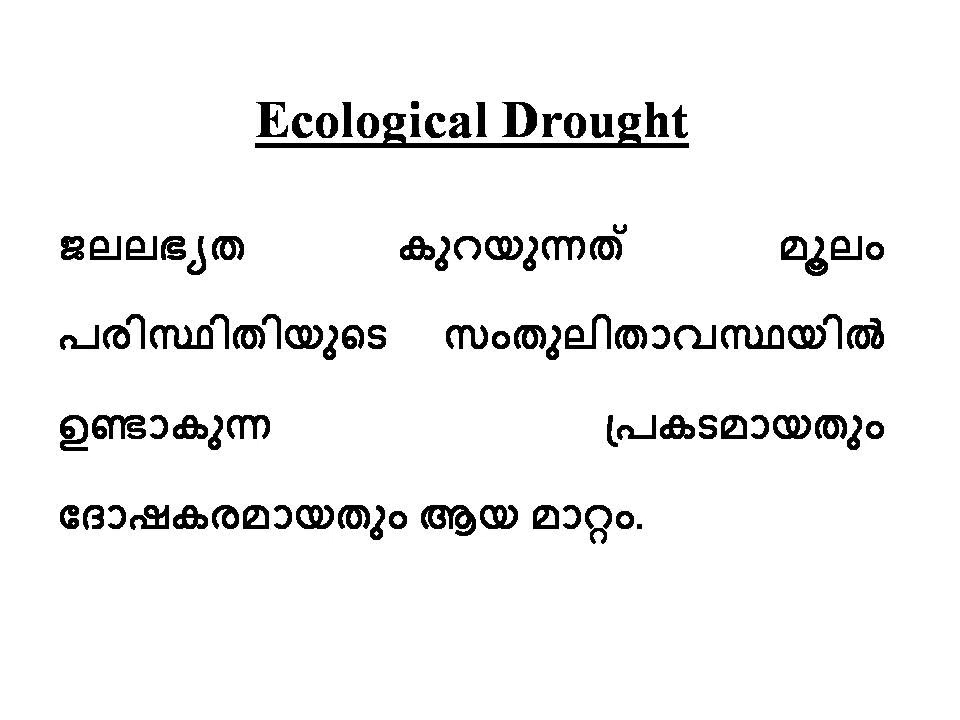 Ecological Drought
ജലലഭ്യത കുറയുന്നത് മൂലം
പരിസ്ഥിതിയുടെ സംതുലിതാവസ്ഥയിൽ
ഉണ്ടാകുന്ന പ്രകടമായതും
ദോഷകരമായതും ആയ മാറ്റം.